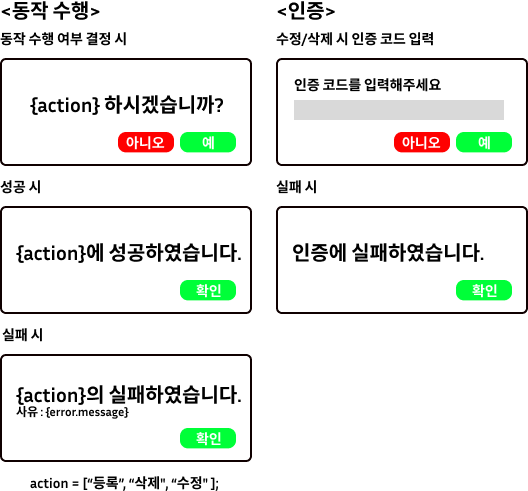 <동작 수행>
동작 수행 여부 결정 시
{action} 하시겠습니까?
아니오
예
성공 시
{action}에 성공하였습니다.
확인
실패 시
{action}의 실패하였습니다.
사유 : {error.message}
확인
action = [“등록”, “삭제", “수정" ];
<인증>
수정/삭제 시 인증 코드 입력
인증 코드를 입력해주세요
아니오
예
실패 시
인증에 실패하였습니다.
확인